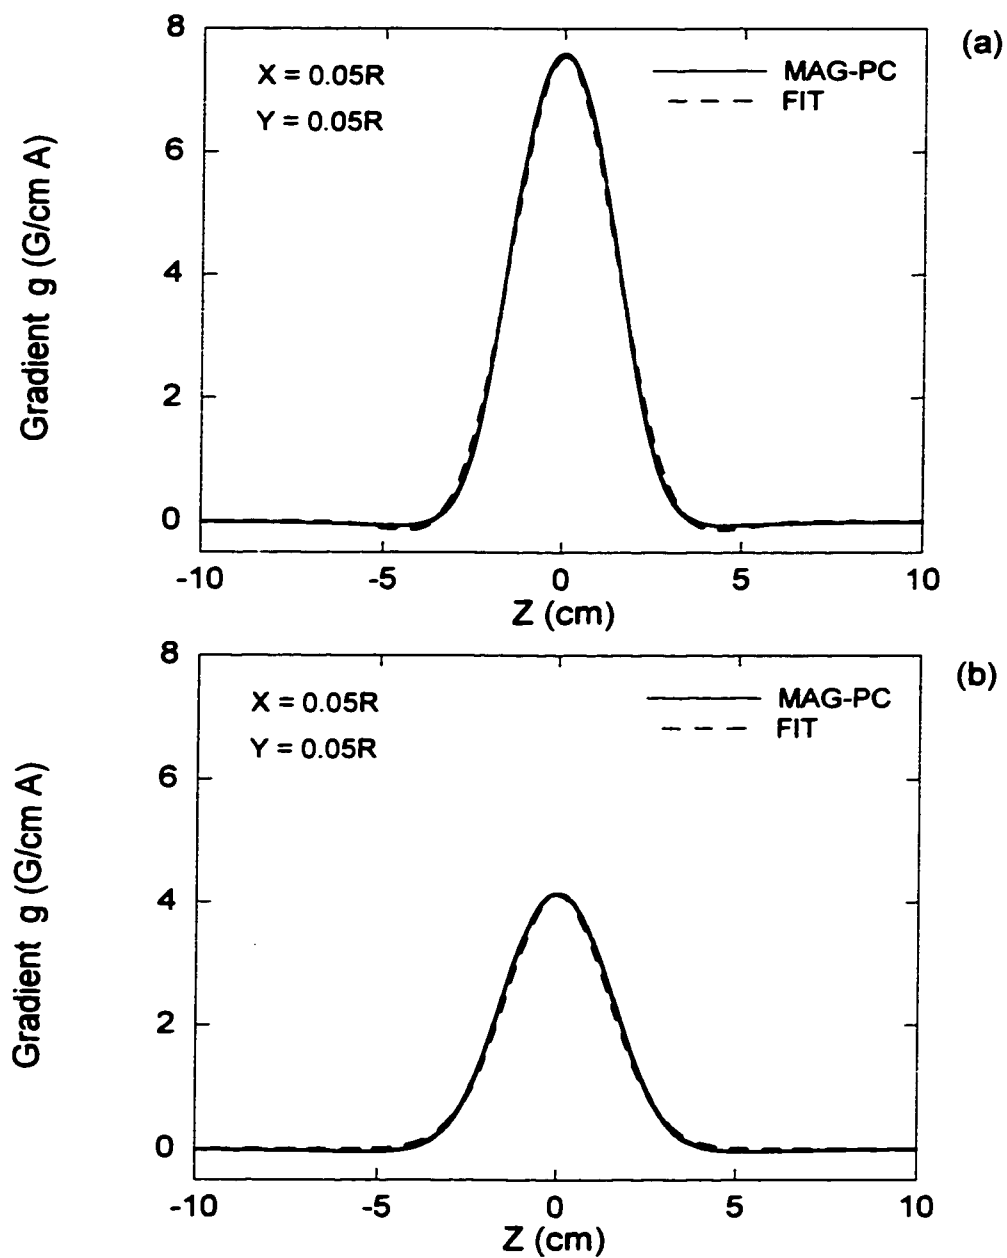 (a)
8
X = 0.05R
Y = 0.05R
MAG-PC
FIT
6
4
2
0
Gradient g (G/cm A)
-10 -5 0 5 10
Z (cm)
(b)
8
X = 0.05R
Y = 0.05R
MAG-PC
FIT
6
4
2
0
Gradient g (G/cm A)
-10 -5 0 5 10
Z (cm)